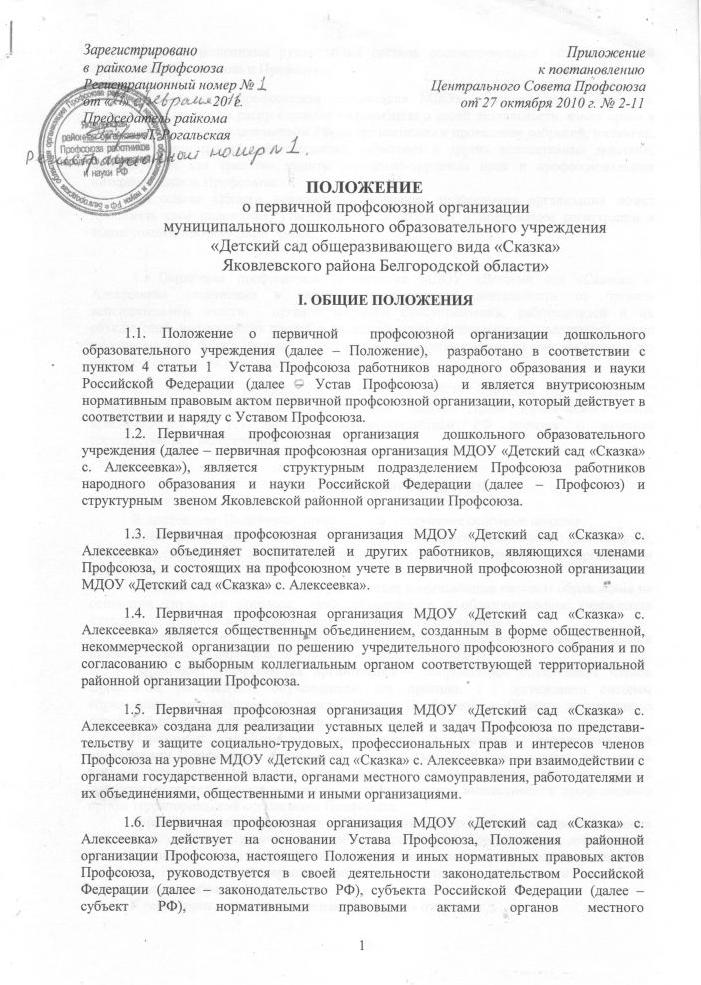 Зарегистрировано
в райкоме Профсоюза
Регистрационный номер № 1
от « » февраля 201 г.
Председатель райкома
Л. Рогальская
Регистрационной номер № 1.
Приложение
к постановлению
Центрального Совета Профсоюза
от 27 октября 2010 г. № 2-11
ПОЛОЖЕНИЕ
о первичной профсоюзной организации
муниципального дошкольного образовательного учреждения
«Детский сад общеразвивающего вида «Сказка»
Яковлевского района Белгородской области»
I. ОБЩИЕ ПОЛОЖЕНИЯ
1.1. Положение о первичной профсоюзной организации дошкольного
образовательного учреждения (далее – Положение), разработано в соответствии с
пунктом 4 статьи 1 Устава Профсоюза работников народного образования и науки
Российской Федерации (далее – Устав Профсоюза) и является внутрисоюзным
нормативным правовым актом первичной профсоюзной организации, который действует в
соответствии и наряду с Уставом Профсоюза.
1.2. Первичная профсоюзная организация дошкольного образовательного
учреждения (далее – первичная профсоюзная организация МДОУ «Детский сад «Сказка»
с. Алексеевка»), является структурным подразделением Профсоюза работников
народного образования и науки Российской Федерации (далее – Профсоюз) и
структурным звеном Яковлевской районной организации Профсоюза.
1.3. Первичная профсоюзная организация МДОУ «Детский сад «Сказка» с.
Алексеевка» объединяет воспитателей и других работников, являющихся членами
Профсоюза, и состоящих на профсоюзном учете в первичной профсоюзной организации
МДОУ «Детский сад «Сказка» с. Алексеевка».
1.4. Первичная профсоюзная организация МДОУ «Детский сад «Сказка» с.
Алексеевка» является общественным объединением, созданным в форме общественной,
некоммерческой организации по решению учредительного профсоюзного собрания и по
согласованию с выборным коллегиальным органом соответствующей территориальной
районной организации Профсоюза.
1.5. Первичная профсоюзная организация МДОУ «Детский сад «Сказка» с.
Алексеевка» создана для реализации уставных целей и задач Профсоюза по представи-
тельству и защите социально-трудовых, профессиональных прав и интересов членов
Профсоюза на уровне МДОУ «Детский сад «Сказка» с. Алексеевка» при взаимодействии с
органами государственной власти, органами местного самоуправления, работодателями и
их объединениями, общественными и иными организациями.
1.6. Первичная профсоюзная организация МДОУ «Детский сад «Сказка» с.
Алексеевка» действует на основании Устава Профсоюза, Положения районной
организации Профсоюза, настоящего Положения и иных нормативных правовых актов
Профсоюза, руководствуется в своей деятельности законодательством Российской
Федерации (далее – законодательство РФ), субъекта Российской Федерации (далее –
субъект РФ), нормативными правовыми актами органов местного
1